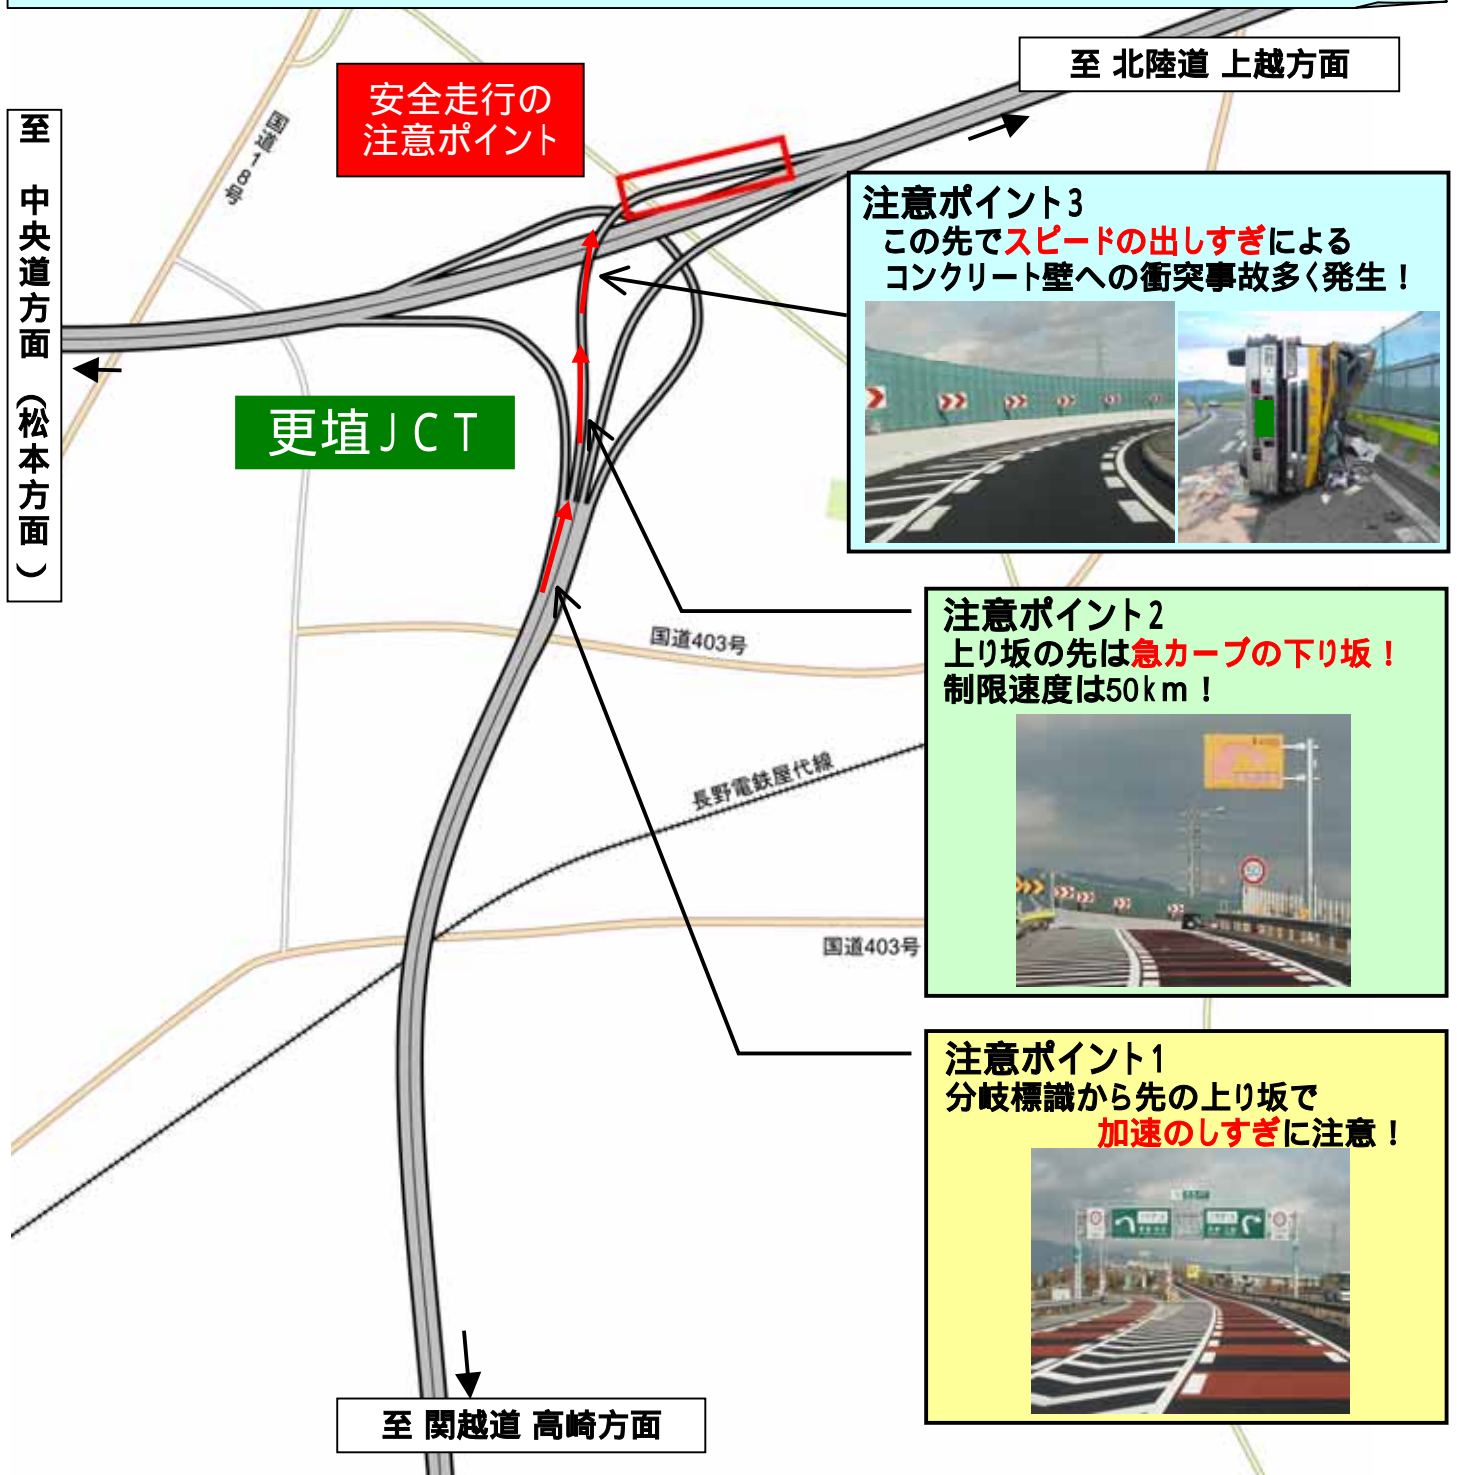 至 北陸道 上越方面
安全走行の
注意ポイント
至 中央道方面（松本方面）
国道18号
注意ポイント3
この先でスピードの出しすぎによる
コンクリート壁への衝突事故多く発生！
更埴ＪＣＴ
注意ポイント2
上り坂の先は急カーブの下り坂！
制限速度は50km！
50
国道403号
長野電鉄屋代線
国道403号
注意ポイント1
分岐標識から先の上り坂で
加速のしすぎに注意！
至 関越道 高崎方面